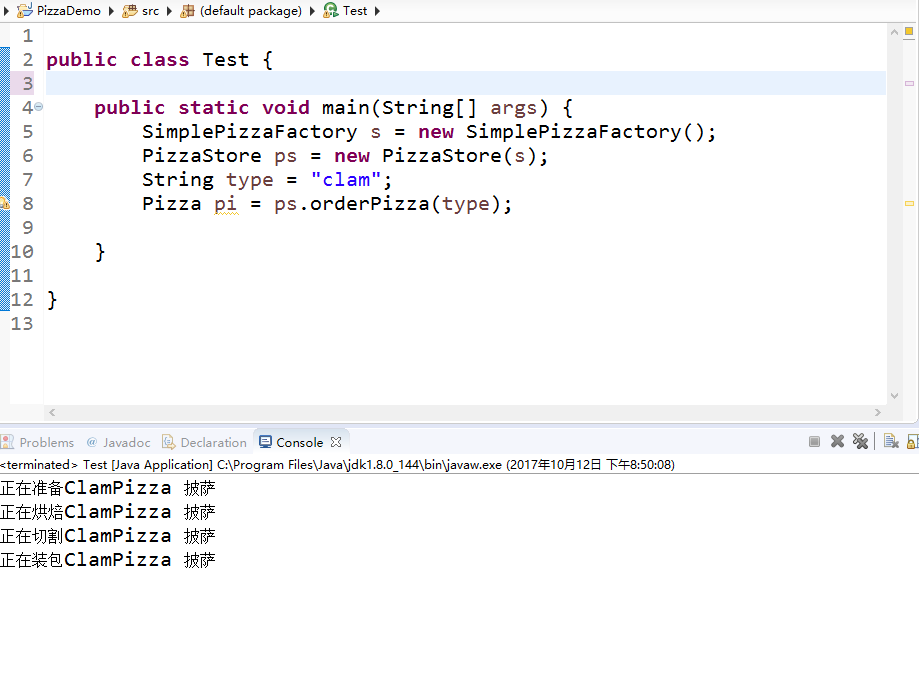 PizzaDemo src (default package) Test
1
2 public class Test {
3
4 public static void main(String[] args) {
5 SimplePizzaFactory s = new SimplePizzaFactory();
6 PizzaStore ps = new PizzaStore(s);
7 String type = "clam";
8 Pizza pi = ps.orderPizza(type);
9
10 }
11
12 }
13
Problems @ Javadoc Declaration Console
<terminated> Test [Java Application] C:\Program Files\Java\jdk1.8.0_144\bin\javaw.exe (2017年10月12日 下午8:50:08)
正在准备ClamPizza 披萨
正在烘焙ClamPizza 披萨
正在切割ClamPizza 披萨
正在装包ClamPizza 披萨